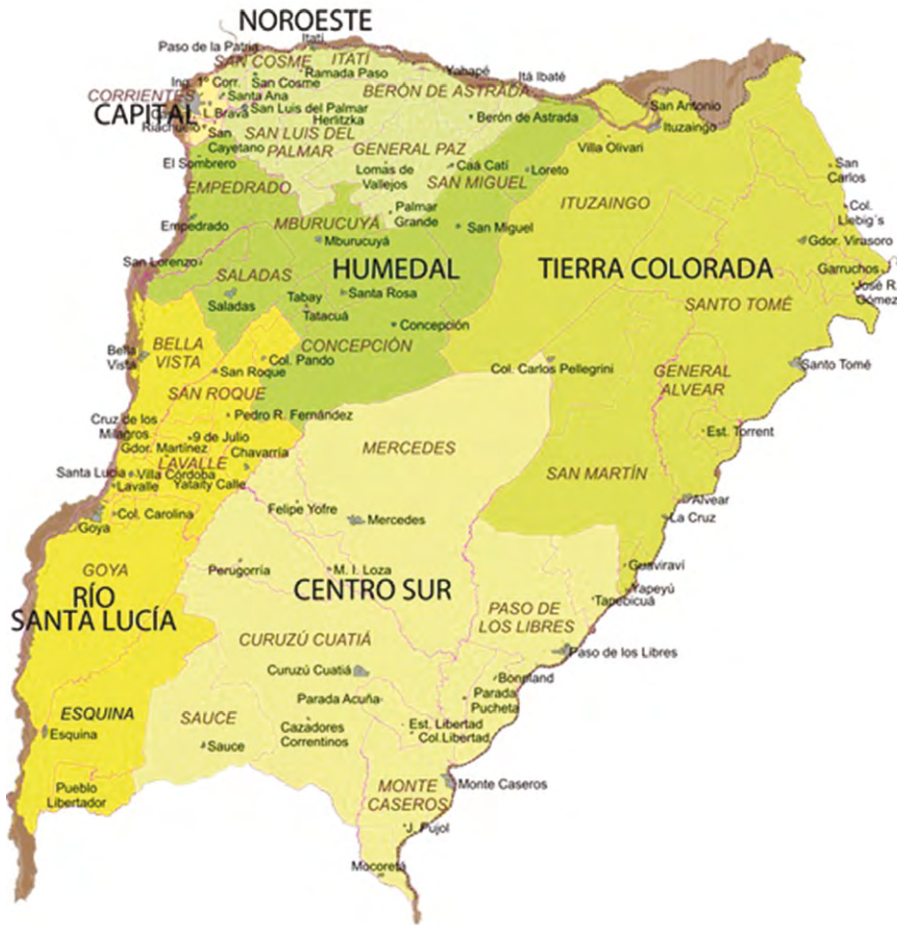 NOROESTE
Itatí
Paso de la Patria
SAN COSME
ITATI
Ramada Paso
Yahapé
Itá Ibaté
Ing. 1° Corr.
San Cosme
BERÓN DE ASTRADA
CORRIENTES
Santa Ana
San Antonio
CAPITAL
L. Brava
San Luis del Palmar
Herlitzka
Berón de Astrada
Ituzaingo
Riachuelo
San
Cayetano
SAN LUIS DEL
PALMAR
GENERAL PAZ
Villa Olivari
El Sombrero
Lomas de
Vallejos
Caá Catí
Loreto
San
Carlos
EMPEDRADO
SAN MIGUEL
ITUZAINGO
Palmar
Grande
Col.
Liebig´s
Empedrado
MBURUCUYÁ
San Miguel
Mburucuyá
Gdor. Virasoro
San Lorenzo
SALADAS
HUMEDAL
TIERRA COLORADA
Garruchos
José R.
Gómez
Saladas
Tabay
Santa Rosa
Tatacuá
SANTO TOMÉ
Concepción
BELLA
VISTA
CONCEPCIÓN
Bella
Vista
Col. Pando
Col. Carlos Pellegrini
Santo Tomé
San Roque
GENERAL
ALVEAR
SAN ROQUE
Cruz de los
Milagros
Pedro R. Fernández
Est. Torrent
9 de Julio
MERCEDES
Gdor. Martínez
Chavarría
LAVALLE
SAN MARTÍN
Santa Lucia
Villa Córdoba
Yataity Calle
Lavalle
Alvear
Goya
Col. Carolina
Felipe Yofre
Mercedes
La Cruz
GOYA
Perugorría
M. I. Loza
Guaviraví
RÍO
SANTA LUCÍA
CENTRO SUR
Yapeyú
PASO DE
LOS LIBRES
Tapebicuá
CURUZÚ CUATIÁ
Paso de los Libres
Curuzú Cuatiá
Bonpland
ESQUINA
Parada Acuña
Parada
Pucheta
SAUCE
Esquina
Cazadores
Correntinos
Est. Libertad
Col.Libertad
Sauce
Pueblo
Libertador
MONTE
CASEROS
Monte Caseros
J. Pujol
Mocoretá